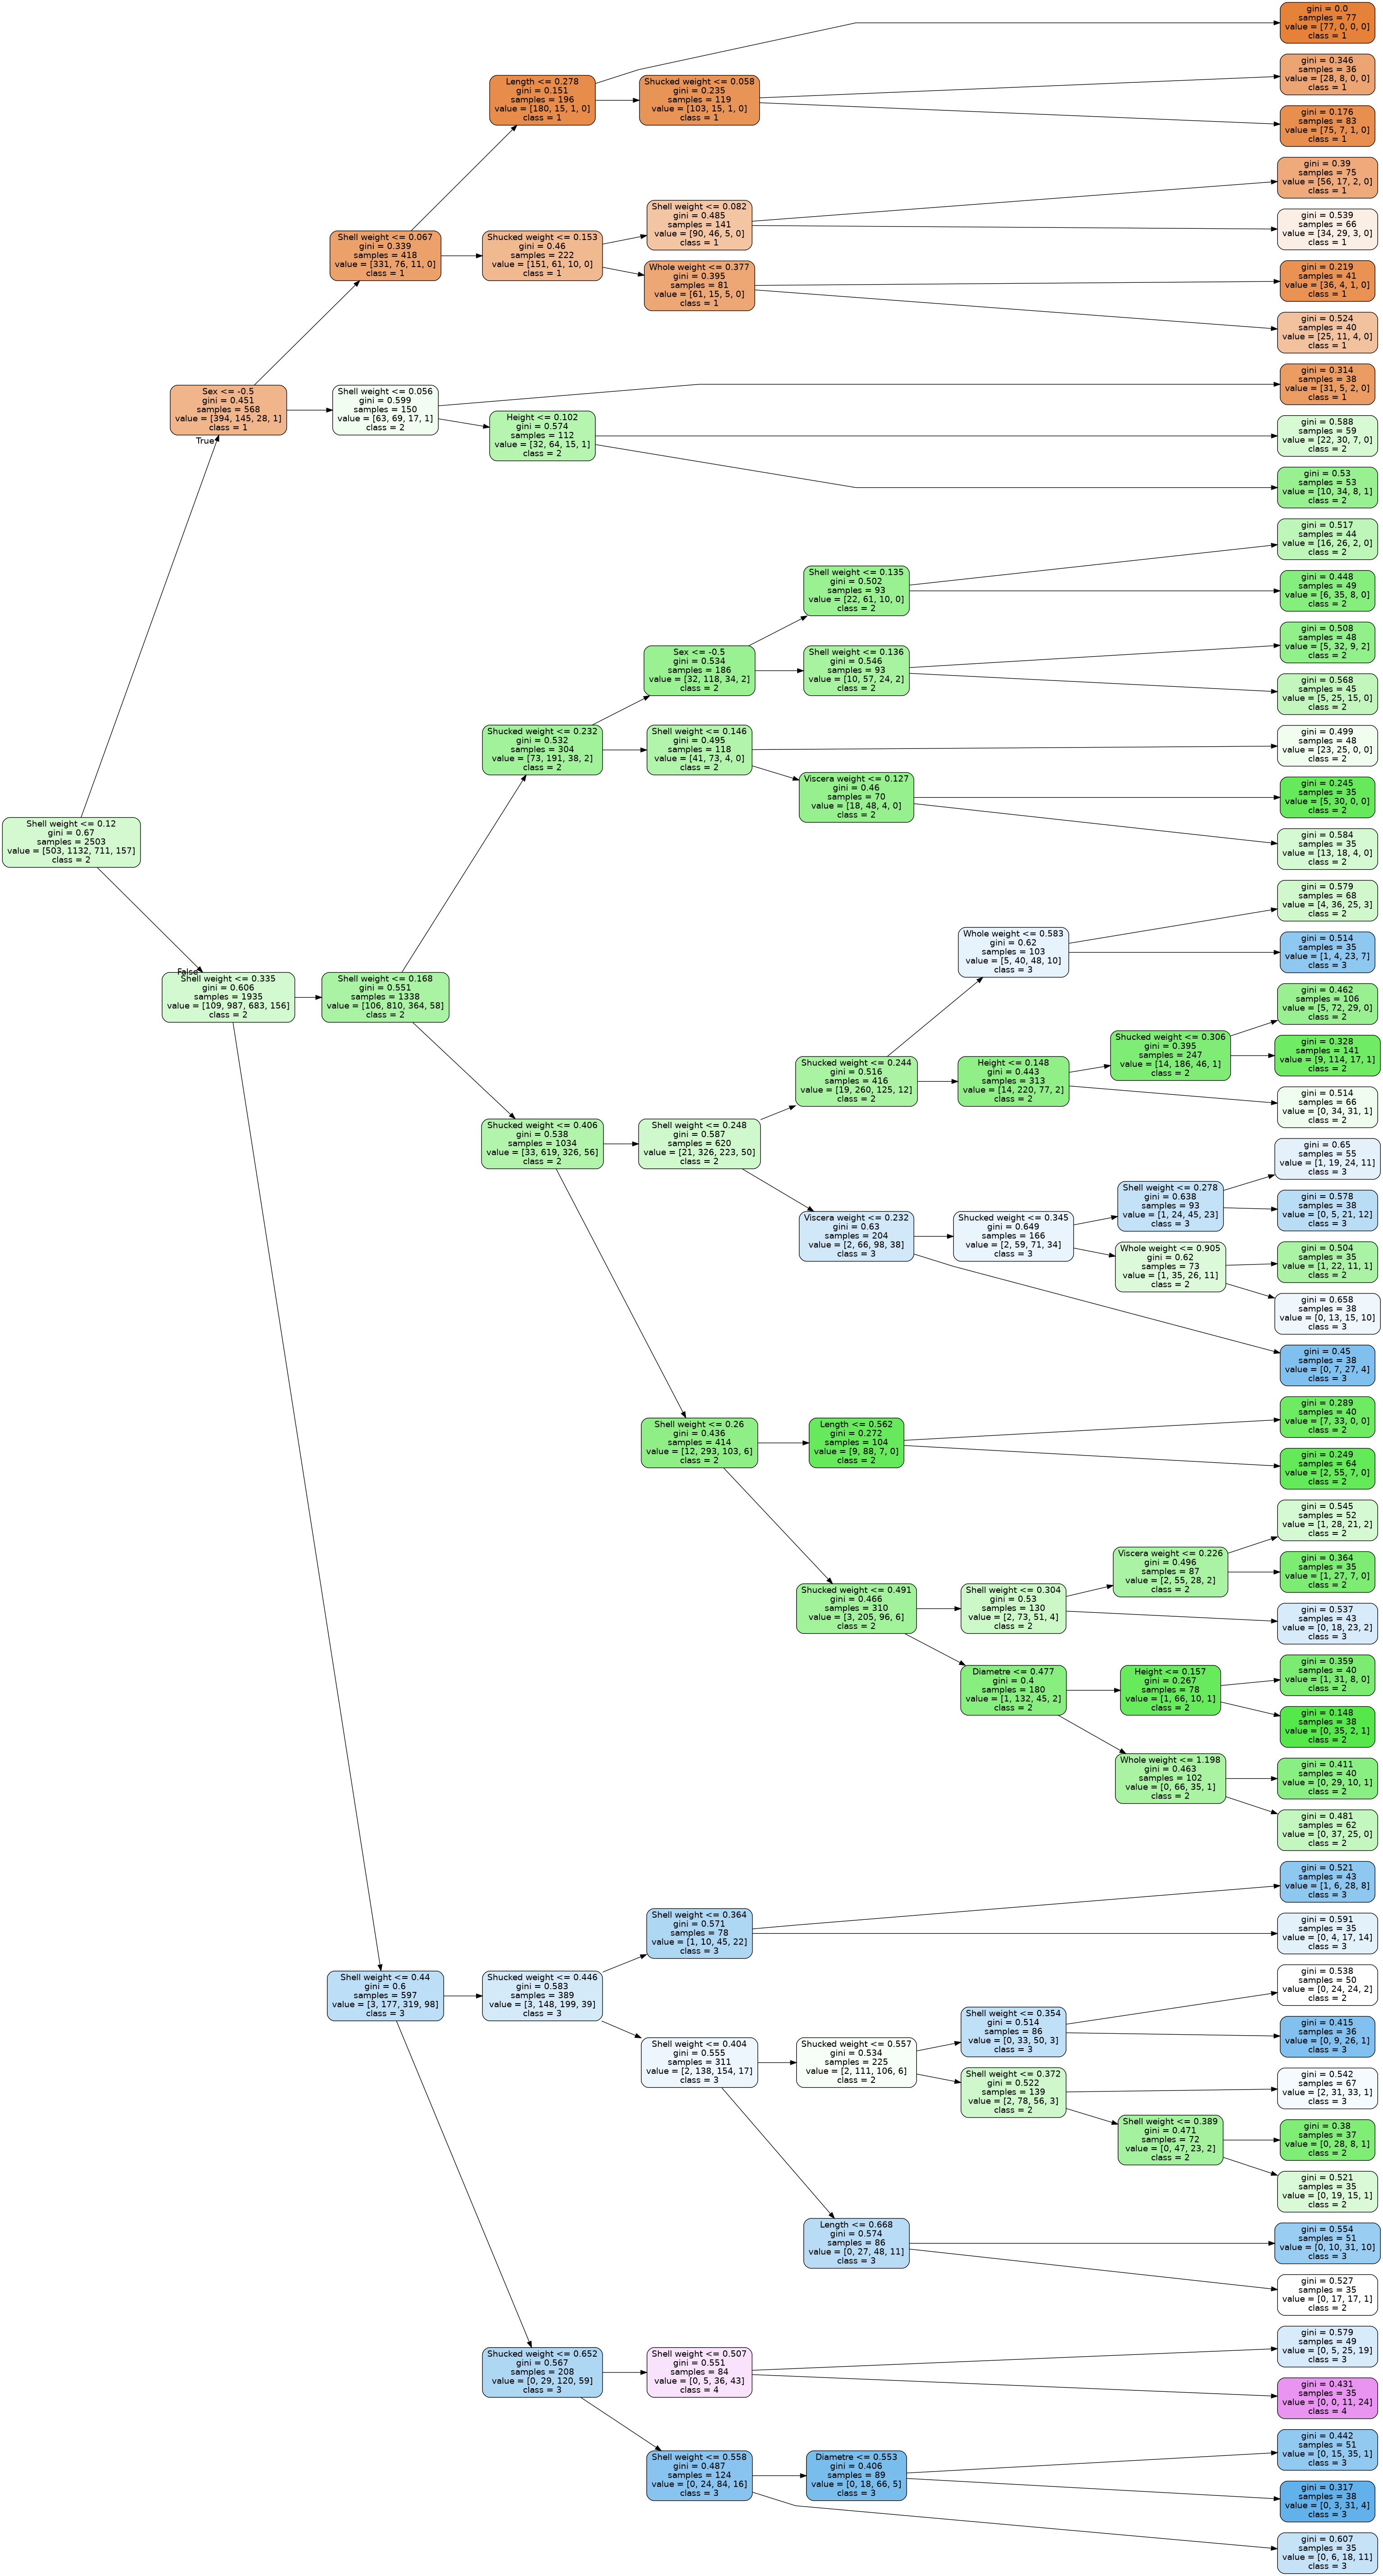 Shell weight <= 0.12
gini = 0.67
samples = 2503
value = [503, 1132, 711, 157]
class = 2
True
False
Sex <= -0.5
gini = 0.451
samples = 568
value = [394, 145, 28, 1]
class = 1
Shell weight <= 0.335
gini = 0.606
samples = 1935
value = [109, 987, 683, 156]
class = 2
Shell weight <= 0.067
gini = 0.339
samples = 418
value = [331, 76, 11, 0]
class = 1
Shell weight <= 0.056
gini = 0.599
samples = 150
value = [63, 69, 17, 1]
class = 2
Shell weight <= 0.168
gini = 0.551
samples = 1338
value = [106, 810, 364, 58]
class = 2
Shell weight <= 0.44
gini = 0.6
samples = 597
value = [3, 177, 319, 98]
class = 3
Length <= 0.278
gini = 0.151
samples = 196
value = [180, 15, 1, 0]
class = 1
Shucked weight <= 0.153
gini = 0.46
samples = 222
value = [151, 61, 10, 0]
class = 1
Height <= 0.102
gini = 0.574
samples = 112
value = [32, 64, 15, 1]
class = 2
Shucked weight <= 0.232
gini = 0.532
samples = 304
value = [73, 191, 38, 2]
class = 2
Shucked weight <= 0.406
gini = 0.538
samples = 1034
value = [33, 619, 326, 56]
class = 2
Shucked weight <= 0.446
gini = 0.583
samples = 389
value = [3, 148, 199, 39]
class = 3
Shucked weight <= 0.652
gini = 0.567
samples = 208
value = [0, 29, 120, 59]
class = 3
Shucked weight <= 0.058
gini = 0.235
samples = 119
value = [103, 15, 1, 0]
class = 1
Shell weight <= 0.082
gini = 0.485
samples = 141
value = [90, 46, 5, 0]
class = 1
Whole weight <= 0.377
gini = 0.395
samples = 81
value = [61, 15, 5, 0]
class = 1
Sex <= -0.5
gini = 0.534
samples = 186
value = [32, 118, 34, 2]
class = 2
Shell weight <= 0.146
gini = 0.495
samples = 118
value = [41, 73, 4, 0]
class = 2
Shell weight <= 0.248
gini = 0.587
samples = 620
value = [21, 326, 223, 50]
class = 2
Shell weight <= 0.26
gini = 0.436
samples = 414
value = [12, 293, 103, 6]
class = 2
Shell weight <= 0.364
gini = 0.571
samples = 78
value = [1, 10, 45, 22]
class = 3
Shell weight <= 0.404
gini = 0.555
samples = 311
value = [2, 138, 154, 17]
class = 3
Shell weight <= 0.507
gini = 0.551
samples = 84
value = [0, 5, 36, 43]
class = 4
Shell weight <= 0.558
gini = 0.487
samples = 124
value = [0, 24, 84, 16]
class = 3
Shell weight <= 0.135
gini = 0.502
samples = 93
value = [22, 61, 10, 0]
class = 2
Shell weight <= 0.136
gini = 0.546
samples = 93
value = [10, 57, 24, 2]
class = 2
Viscera weight <= 0.127
gini = 0.46
samples = 70
value = [18, 48, 4, 0]
class = 2
Shucked weight <= 0.244
gini = 0.516
samples = 416
value = [19, 260, 125, 12]
class = 2
Viscera weight <= 0.232
gini = 0.63
samples = 204
value = [2, 66, 98, 38]
class = 3
Length <= 0.562
gini = 0.272
samples = 104
value = [9, 88, 7, 0]
class = 2
Shucked weight <= 0.491
gini = 0.466
samples = 310
value = [3, 205, 96, 6]
class = 2
Shucked weight <= 0.557
gini = 0.534
samples = 225
value = [2, 111, 106, 6]
class = 2
Length <= 0.668
gini = 0.574
samples = 86
value = [0, 27, 48, 11]
class = 3
Diametre <= 0.553
gini = 0.406
samples = 89
value = [0, 18, 66, 5]
class = 3
Whole weight <= 0.583
gini = 0.62
samples = 103
value = [5, 40, 48, 10]
class = 3
Height <= 0.148
gini = 0.443
samples = 313
value = [14, 220, 77, 2]
class = 2
Shucked weight <= 0.345
gini = 0.649
samples = 166
value = [2, 59, 71, 34]
class = 3
Shell weight <= 0.304
gini = 0.53
samples = 130
value = [2, 73, 51, 4]
class = 2
Diametre <= 0.477
gini = 0.4
samples = 180
value = [1, 132, 45, 2]
class = 2
Shell weight <= 0.354
gini = 0.514
samples = 86
value = [0, 33, 50, 3]
class = 3
Shell weight <= 0.372
gini = 0.522
samples = 139
value = [2, 78, 56, 3]
class = 2
Shucked weight <= 0.306
gini = 0.395
samples = 247
value = [14, 186, 46, 1]
class = 2
Shell weight <= 0.278
gini = 0.638
samples = 93
value = [1, 24, 45, 23]
class = 3
Whole weight <= 0.905
gini = 0.62
samples = 73
value = [1, 35, 26, 11]
class = 2
Viscera weight <= 0.226
gini = 0.496
samples = 87
value = [2, 55, 28, 2]
class = 2
Height <= 0.157
gini = 0.267
samples = 78
value = [1, 66, 10, 1]
class = 2
Whole weight <= 1.198
gini = 0.463
samples = 102
value = [0, 66, 35, 1]
class = 2
Shell weight <= 0.389
gini = 0.471
samples = 72
value = [0, 47, 23, 2]
class = 2
gini = 0.0
samples = 77
value = [77, 0, 0, 0]
class = 1
gini = 0.346
samples = 36
value = [28, 8, 0, 0]
class = 1
gini = 0.176
samples = 83
value = [75, 7, 1, 0]
class = 1
gini = 0.39
samples = 75
value = [56, 17, 2, 0]
class = 1
gini = 0.539
samples = 66
value = [34, 29, 3, 0]
class = 1
gini = 0.219
samples = 41
value = [36, 4, 1, 0]
class = 1
gini = 0.524
samples = 40
value = [25, 11, 4, 0]
class = 1
gini = 0.314
samples = 38
value = [31, 5, 2, 0]
class = 1
gini = 0.588
samples = 59
value = [22, 30, 7, 0]
class = 2
gini = 0.53
samples = 53
value = [10, 34, 8, 1]
class = 2
gini = 0.517
samples = 44
value = [16, 26, 2, 0]
class = 2
gini = 0.448
samples = 49
value = [6, 35, 8, 0]
class = 2
gini = 0.508
samples = 48
value = [5, 32, 9, 2]
class = 2
gini = 0.568
samples = 45
value = [5, 25, 15, 0]
class = 2
gini = 0.499
samples = 48
value = [23, 25, 0, 0]
class = 2
gini = 0.245
samples = 35
value = [5, 30, 0, 0]
class = 2
gini = 0.584
samples = 35
value = [13, 18, 4, 0]
class = 2
gini = 0.579
samples = 68
value = [4, 36, 25, 3]
class = 2
gini = 0.514
samples = 35
value = [1, 4, 23, 7]
class = 3
gini = 0.462
samples = 106
value = [5, 72, 29, 0]
class = 2
gini = 0.328
samples = 141
value = [9, 114, 17, 1]
class = 2
gini = 0.514
samples = 66
value = [0, 34, 31, 1]
class = 2
gini = 0.65
samples = 55
value = [1, 19, 24, 11]
class = 3
gini = 0.578
samples = 38
value = [0, 5, 21, 12]
class = 3
gini = 0.504
samples = 35
value = [1, 22, 11, 1]
class = 2
gini = 0.658
samples = 38
value = [0, 13, 15, 10]
class = 3
gini = 0.45
samples = 38
value = [0, 7, 27, 4]
class = 3
gini = 0.289
samples = 40
value = [7, 33, 0, 0]
class = 2
gini = 0.249
samples = 64
value = [2, 55, 7, 0]
class = 2
gini = 0.545
samples = 52
value = [1, 28, 21, 2]
class = 2
gini = 0.364
samples = 35
value = [1, 27, 7, 0]
class = 2
gini = 0.537
samples = 43
value = [0, 18, 23, 2]
class = 3
gini = 0.359
samples = 40
value = [1, 31, 8, 0]
class = 2
gini = 0.148
samples = 38
value = [0, 35, 2, 1]
class = 2
gini = 0.411
samples = 40
value = [0, 29, 10, 1]
class = 2
gini = 0.481
samples = 62
value = [0, 37, 25, 0]
class = 2
gini = 0.521
samples = 43
value = [1, 6, 28, 8]
class = 3
gini = 0.591
samples = 35
value = [0, 4, 17, 14]
class = 3
gini = 0.538
samples = 50
value = [0, 24, 24, 2]
class = 2
gini = 0.415
samples = 36
value = [0, 9, 26, 1]
class = 3
gini = 0.542
samples = 67
value = [2, 31, 33, 1]
class = 3
gini = 0.38
samples = 37
value = [0, 28, 8, 1]
class = 2
gini = 0.521
samples = 35
value = [0, 19, 15, 1]
class = 2
gini = 0.554
samples = 51
value = [0, 10, 31, 10]
class = 3
gini = 0.527
samples = 35
value = [0, 17, 17, 1]
class = 2
gini = 0.579
samples = 49
value = [0, 5, 25, 19]
class = 3
gini = 0.431
samples = 35
value = [0, 0, 11, 24]
class = 4
gini = 0.442
samples = 51
value = [0, 15, 35, 1]
class = 3
gini = 0.317
samples = 38
value = [0, 3, 31, 4]
class = 3
gini = 0.607
samples = 35
value = [0, 6, 18, 11]
class = 3